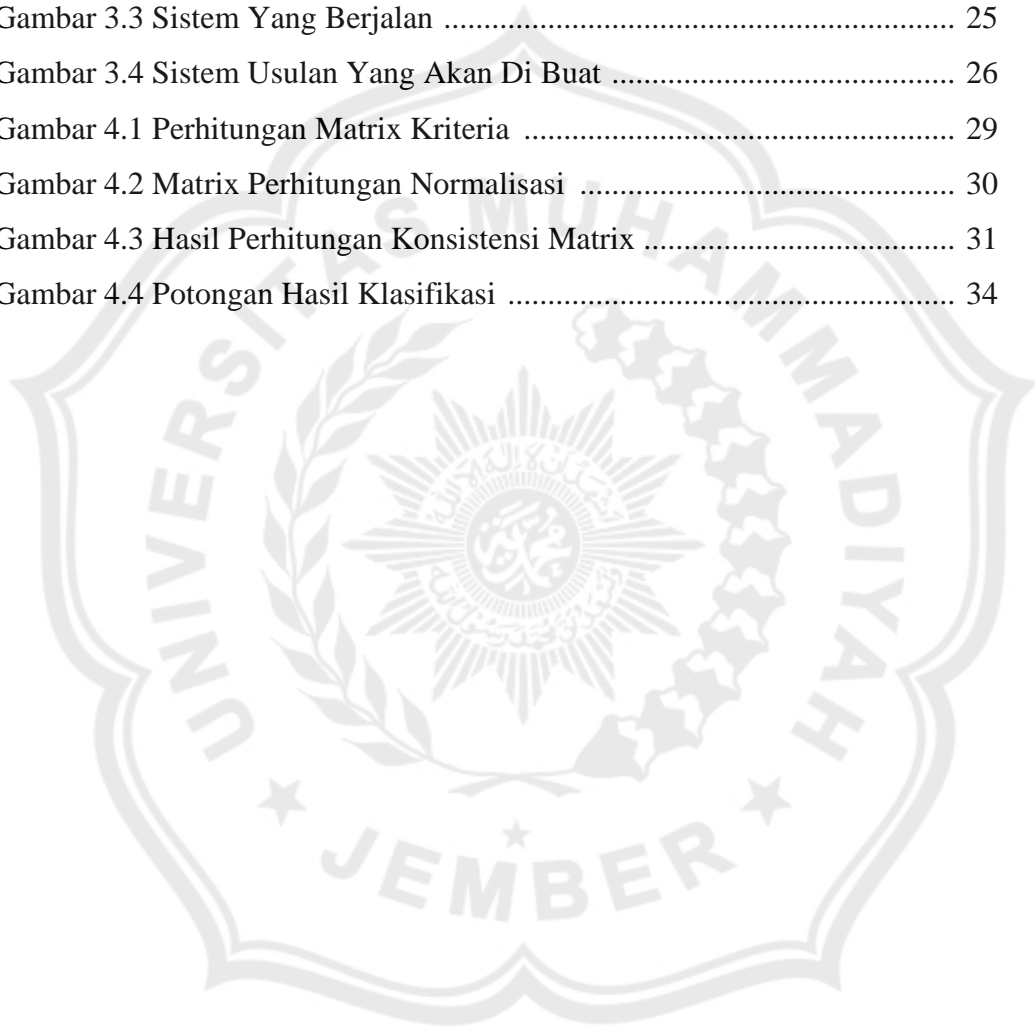 Gambar 3.3 Sistem Yang Berjalan ........................................................................ 25
Gambar 3.4 Sistem Usulan Yang Akan Di Buat ................................................ 26
Gambar 4.1 Perhitungan Matrix Kriteria ............................................................. 29
Gambar 4.2 Matrix Perhitungan Normalisasi ..................................................... 30
Gambar 4.3 Hasil Perhitungan Konsistensi Matrix ............................................ 31
Gambar 4.4 Potongan Hasil Klasifikasi ............................................................... 34
UNIVERSITAS MUHAMMADIYAH
JEMBER